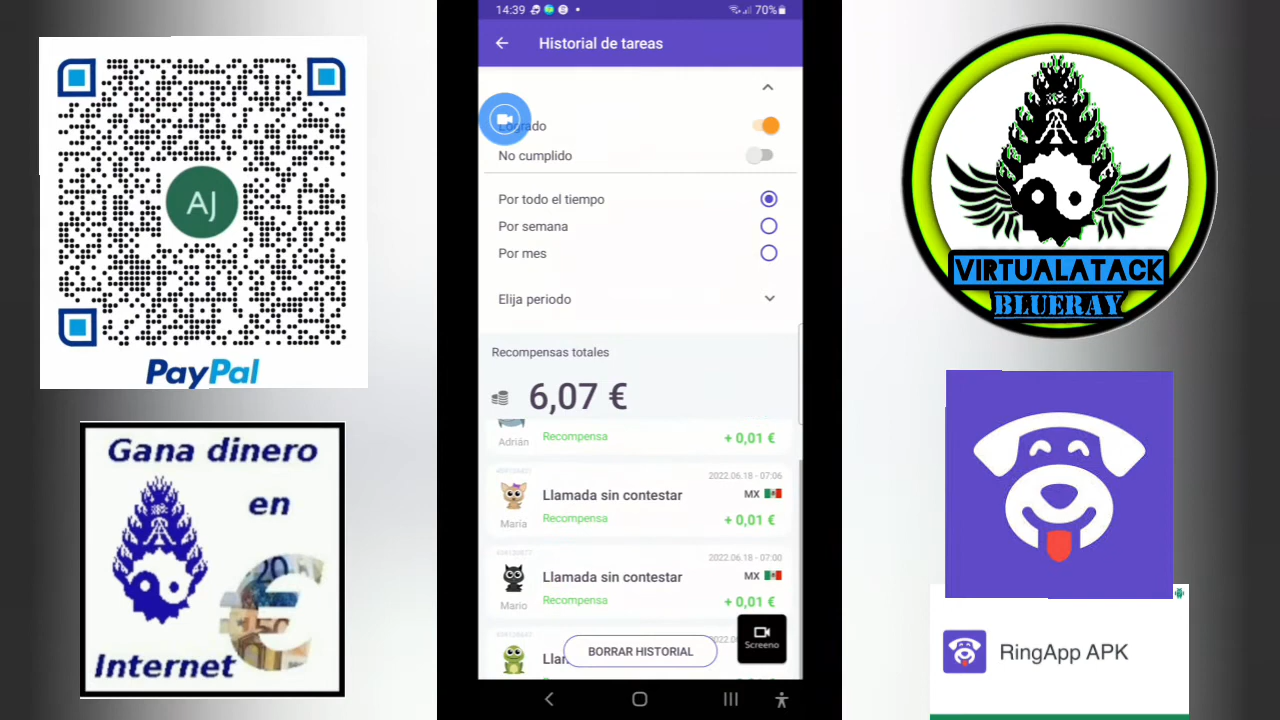 AJ
PayPal
Gana dinero
en
20
€
Internet
14:39
70%
Historial de tareas
Logrado
No cumplido
Por todo el tiempo
Por semana
Por mes
Elija periodo
Recompensas totales
6,07 €
Adrián
Recompensa
+ 0,01 €
2022.06.18 - 07:06
Llamada sin contestar
MX
María
Recompensa
+ 0,01 €
2022.06.18 - 07:00
Llamada sin contestar
MX
Mario
Recompensa
+ 0,01 €
BORRAR HISTORIAL
Screeno
VIRTUALATACK
BLUERAY
RingApp APK